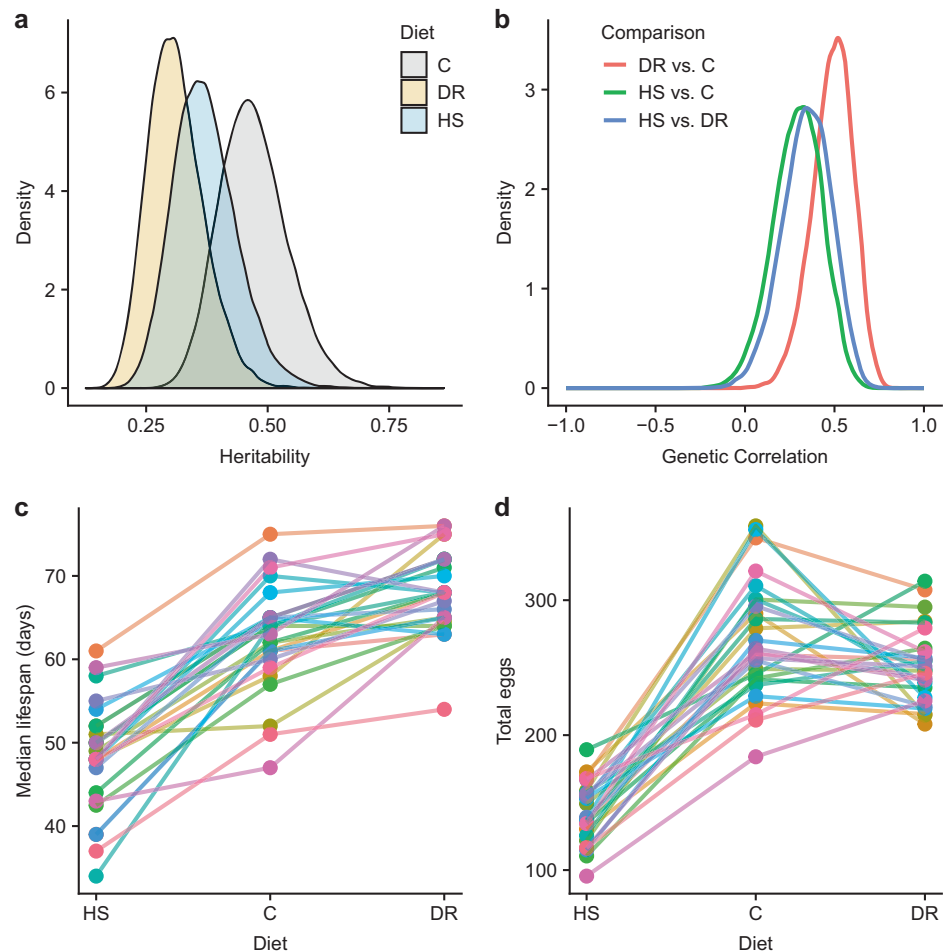 a
Diet
C
DR
HS
6
4
2
0
Density
0.25 0.50 0.75
Heritability
b
Comparison
DR vs. C
HS vs. C
HS vs. DR
3
2
1
0
Density
−1.0 −0.5 0.0 0.5 1.0
Genetic Correlation
c
70
60
50
40
Median lifespan (days)
HS C DR
Diet
d
300
200
100
Total eggs
HS C DR
Diet